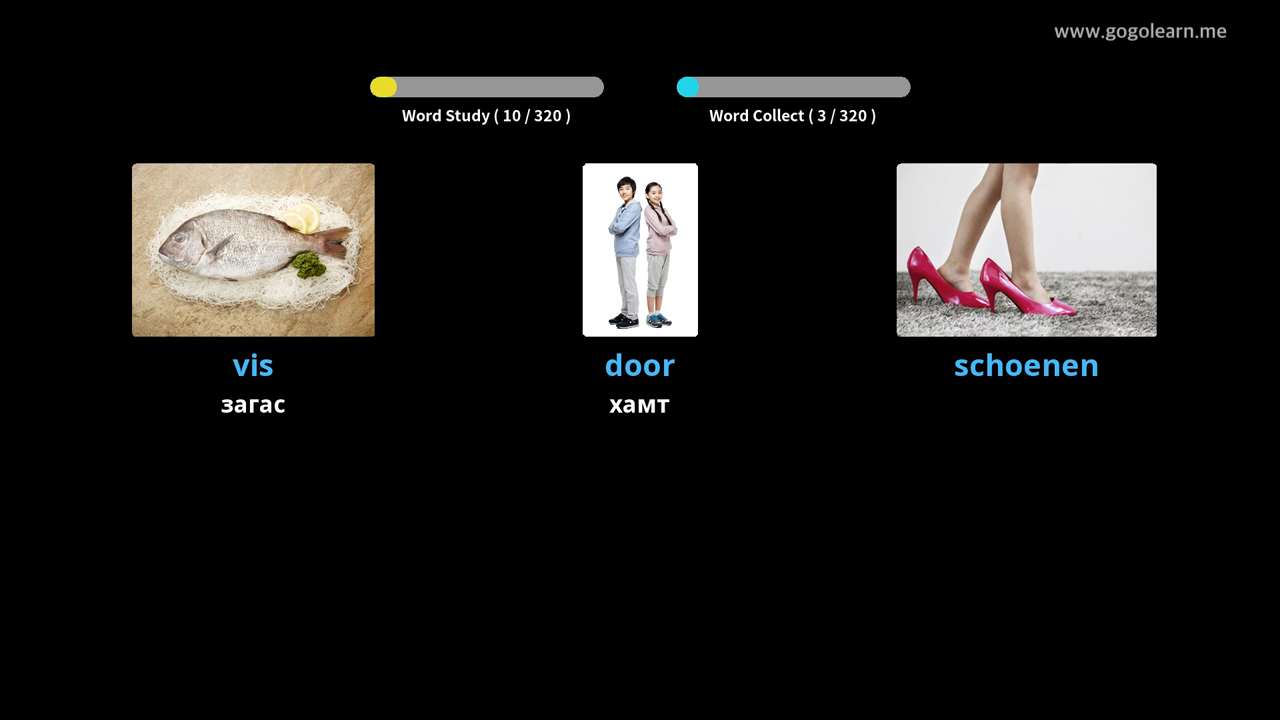 www.gogolearn.me
Word Study ( 10 / 320 )
Word Collect ( 3 / 320 )
vis
door
schoenen
загас
хамт